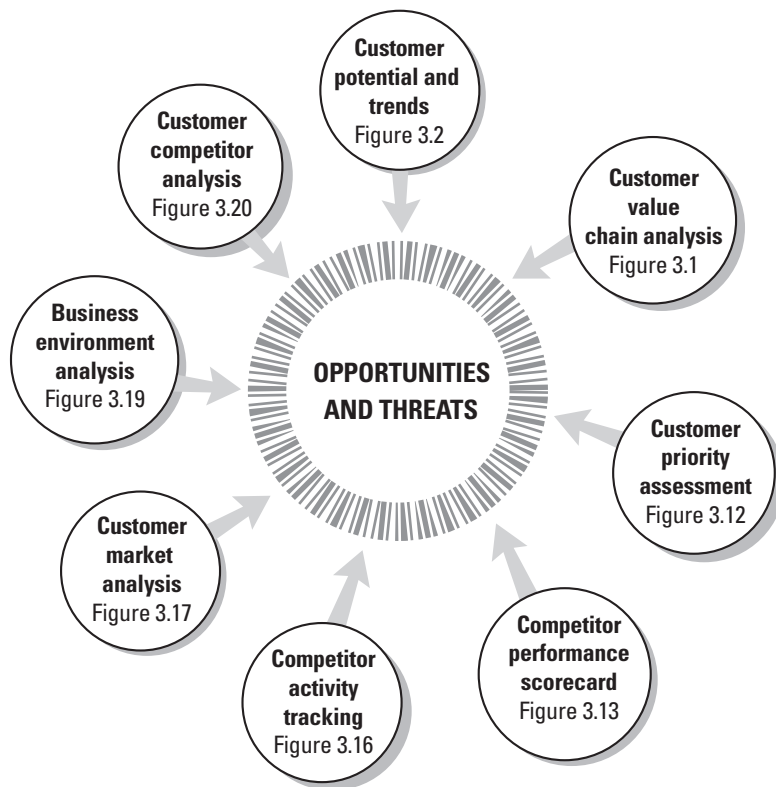 Customer
potential and
trends
Figure 3.2
Customer
value
chain analysis
Figure 3.1
Customer
priority
assessment
Figure 3.12
Competitor
performance
scorecard
Figure 3.13
Competitor
activity
tracking
Figure 3.16
Customer
market
analysis
Figure 3.17
Business
environment
analysis
Figure 3.19
Customer
competitor
analysis
Figure 3.20
OPPORTUNITIES
AND THREATS